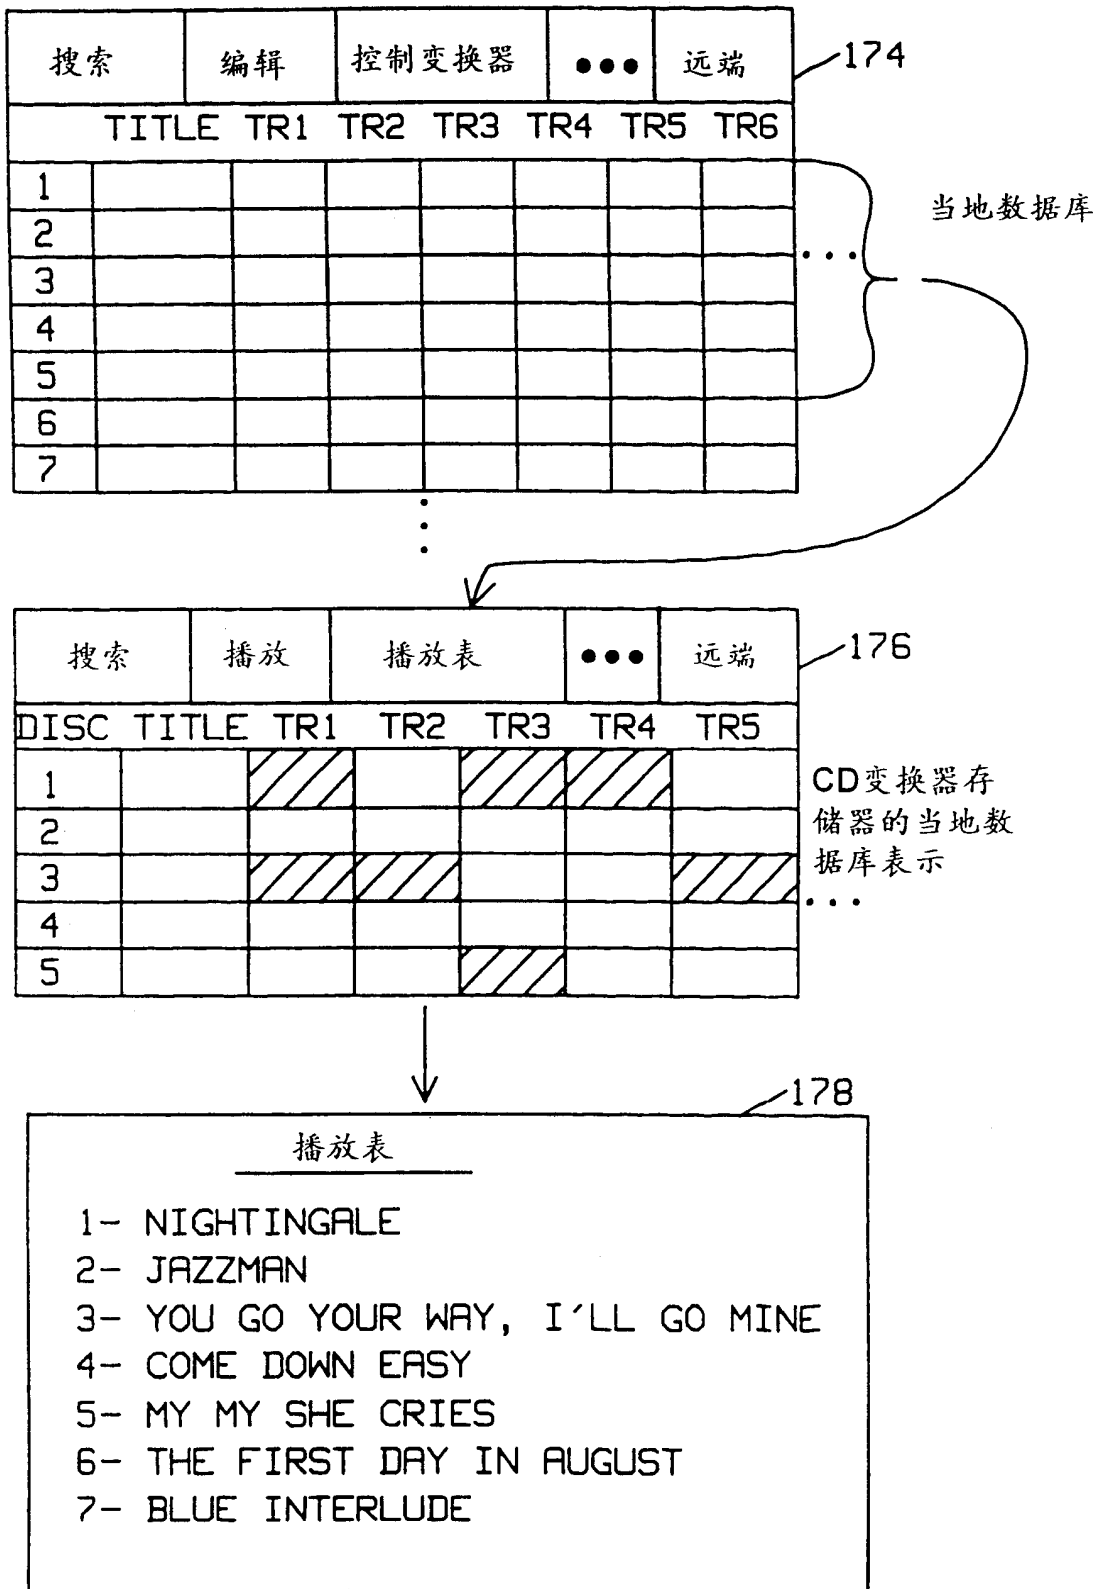 搜索 编辑 控制变换器 ●●● 远端 174
TITLE TR1 TR2 TR3 TR4 TR5 TR6
1
2
3
4
5
6
7
当地数据库
搜索 播放 播放表 ●●● 远端 176
DISC TITLE TR1 TR2 TR3 TR4 TR5
1
2
3
4
5
CD变换器存
储器的当地数
据库表示
178
播放表
1- NIGHTINGALE
2- JAZZMAN
3- YOU GO YOUR WAY, I'LL GO MINE
4- COME DOWN EASY
5- MY MY SHE CRIES
6- THE FIRST DAY IN AUGUST
7- BLUE INTERLUDE